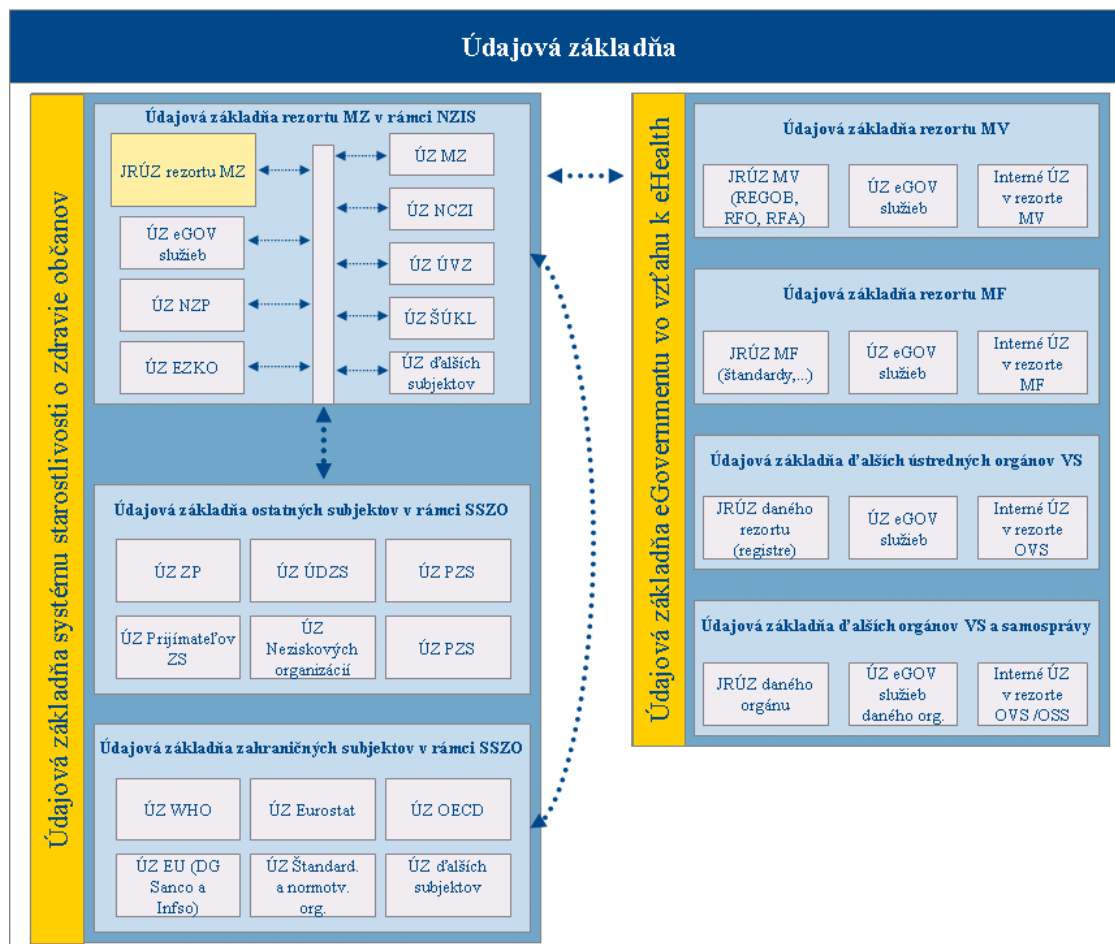 Údajová základňa
Údajová základňa systému starostlivosti o zdravie občanov
Údajová základňa rezortu MZ v rámci NZIS
JRÚZ rezortu MZ
ÚZ eGOV
služieb
ÚZ NZP
ÚZ EZKO
ÚZ MZ
ÚZ NCZI
ÚZ ÚVZ
ÚZ ŠÚKL
ÚZ ďalších
subjektov
Údajová základňa ostatných subjektov v rámci SSZO
ÚZ ZP
ÚZ ÚDZS
ÚZ PZS
ÚZ Prijímateľov
ZS
ÚZ
Neziskových
organizácií
ÚZ PZS
Údajová základňa zahraničných subjektov v rámci SSZO
ÚZ WHO
ÚZ Eurostat
ÚZ OECD
ÚZ EU (DG
Sanco a
Infso)
ÚZ Štandard.
a normotv.
org.
ÚZ ďalších
subjektov
Údajová základňa eGovernmentu vo vzťahu k eHealth
Údajová základňa rezortu MV
JRÚZ MV
(REGOB,
RFO, RFA)
ÚZ eGOV
služieb
Interné ÚZ
v rezorte
MV
Údajová základňa rezortu MF
JRÚZ MF
(štandardy,...)
ÚZ eGOV
služieb
Interné ÚZ
v rezorte
MF
Údajová základňa ďalších ústredných orgánov VS
JRÚZ daného
rezortu
(registre)
ÚZ eGOV
služieb
Interné ÚZ
v rezorte
OVS
Údajová základňa ďalších orgánov VS a samosprávy
JRÚZ daného
orgánu
ÚZ eGOV
služieb
daného org.
Interné ÚZ
v rezorte
OVS /OSS